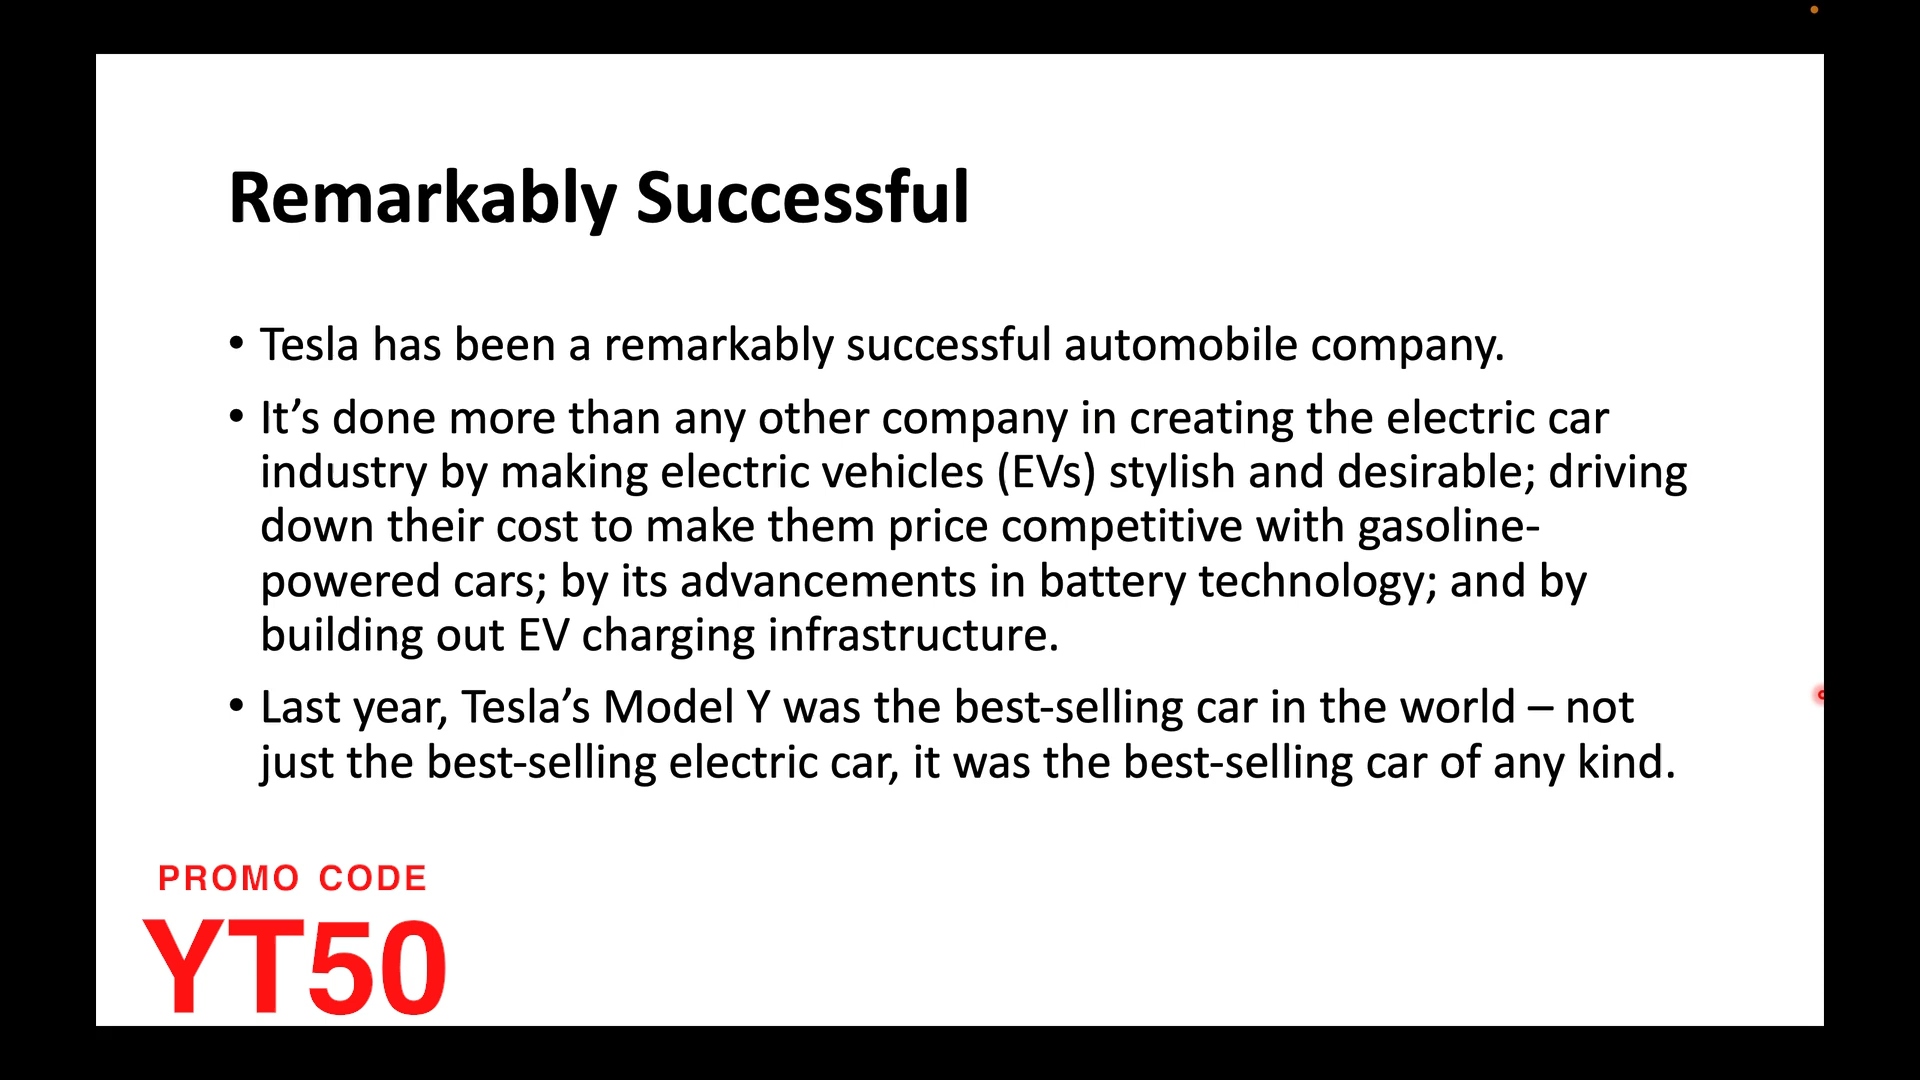 Remarkably Successful
• Tesla has been a remarkably successful automobile company.
• It’s done more than any other company in creating the electric car
industry by making electric vehicles (EVs) stylish and desirable; driving
down their cost to make them price competitive with gasoline-
powered cars; by its advancements in battery technology; and by
building out EV charging infrastructure.
• Last year, Tesla’s Model Y was the best-selling car in the world – not
just the best-selling electric car, it was the best-selling car of any kind.
PROMO CODE
YT50